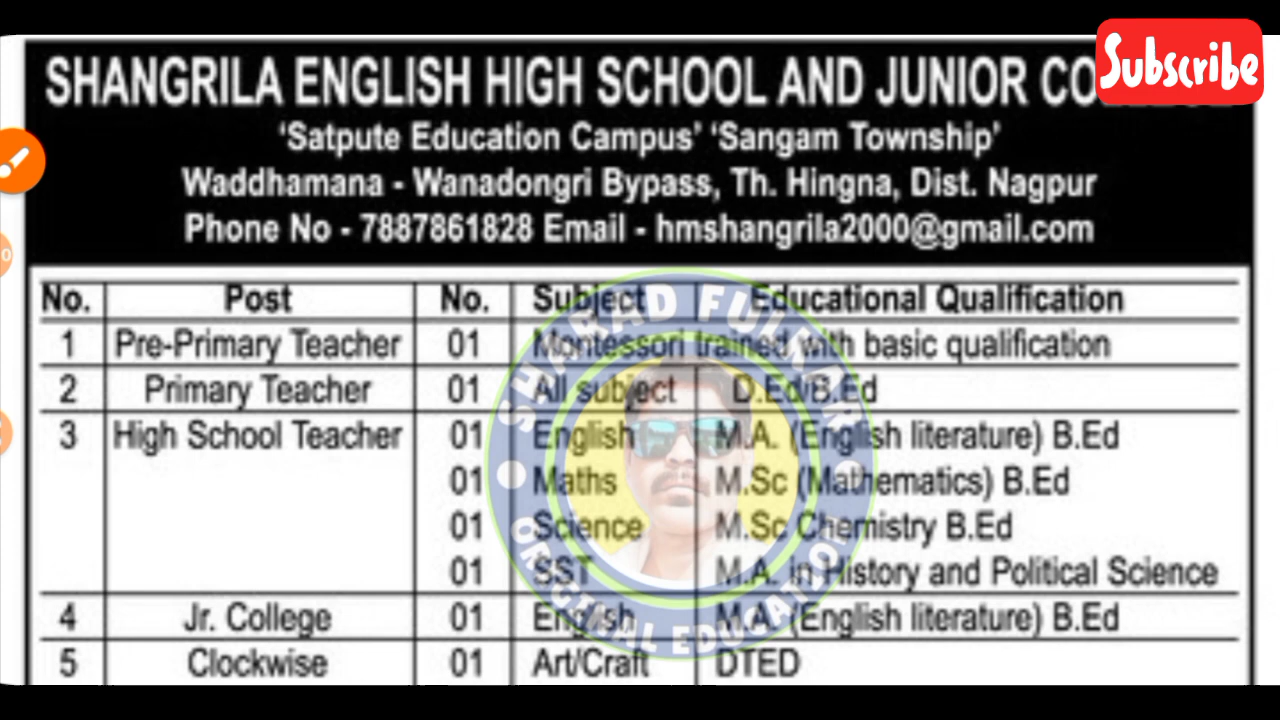 Subscribe
SHANGRILA ENGLISH HIGH SCHOOL AND JUNIOR
'Satpute Education Campus' 'Sangam Township'
Waddhamana - Wanadongri Bypass, Th. Hingna, Dist. Nagpur
Phone No - 7887861828 Email - hmshangrila2000@gmail.com
No. Post No. Subject Educational Qualification
1 Pre-Primary Teacher 01 Montessori trained with basic qualification
2 Primary Teacher 01 All subject D.Ed/B.Ed
3 High School Teacher 01 English M.A. (English literature) B.Ed
01 Maths M.Sc (Mathematics) B.Ed
01 Science M.Sc Chemistry B.Ed
01 SST M.A. in History and Political Science
4 Jr. College 01 English M.A. (English literature) B.Ed
5 Clockwise 01 Art/Craft DTED
ORIGINAL EDUCATION